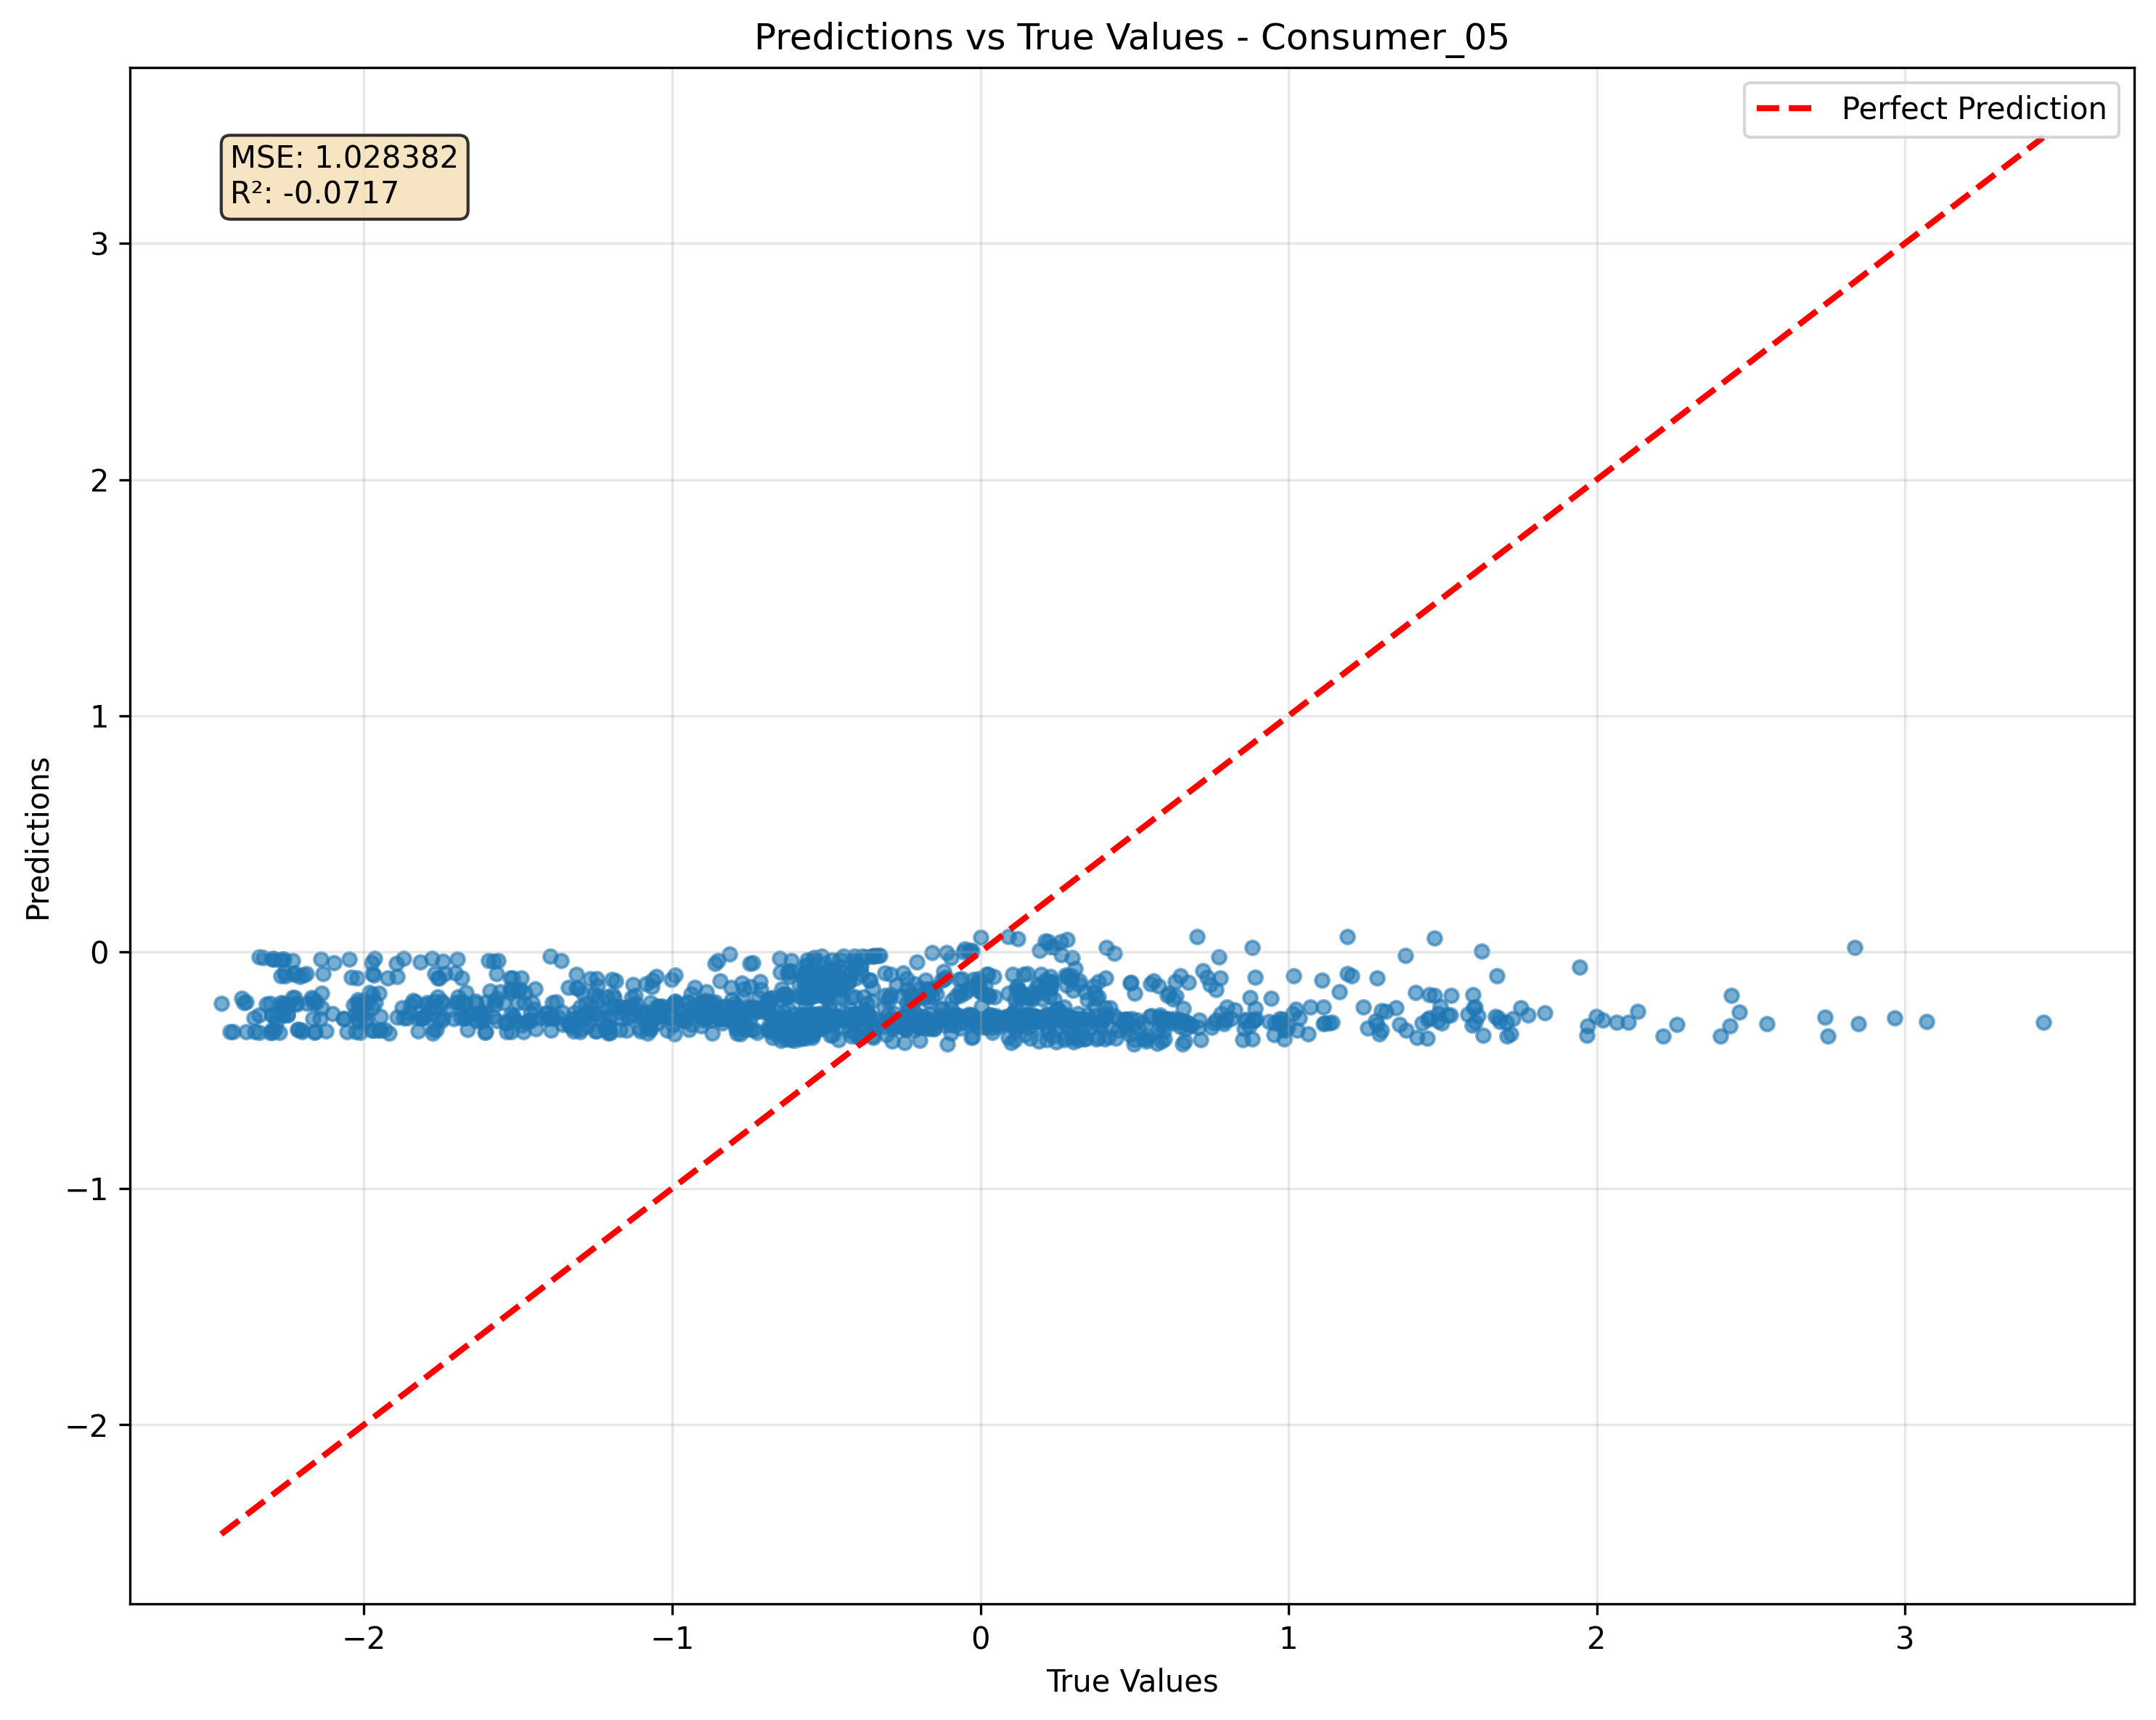 Predictions vs True Values - Consumer_05
Perfect Prediction
MSE: 1.028382
R²: -0.0717
3
2
1
0
−1
−2
Predictions
−2
−1
0
1
2
3
True Values